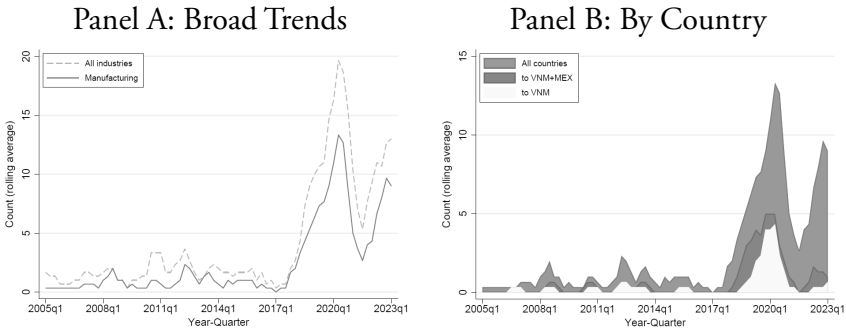 Panel A: Broad Trends
Count (rolling average)
20
15
10
5
0
All industries
Manufacturing
2005q1 2008q1 2011q1 2014q1 2017q1 2020q1 2023q1
Year-Quarter
Panel B: By Country
Count (rolling average)
15
10
5
0
All countries
to VNM+MEX
to VNM
2005q1 2008q1 2011q1 2014q1 2017q1 2020q1 2023q1
Year-Quarter